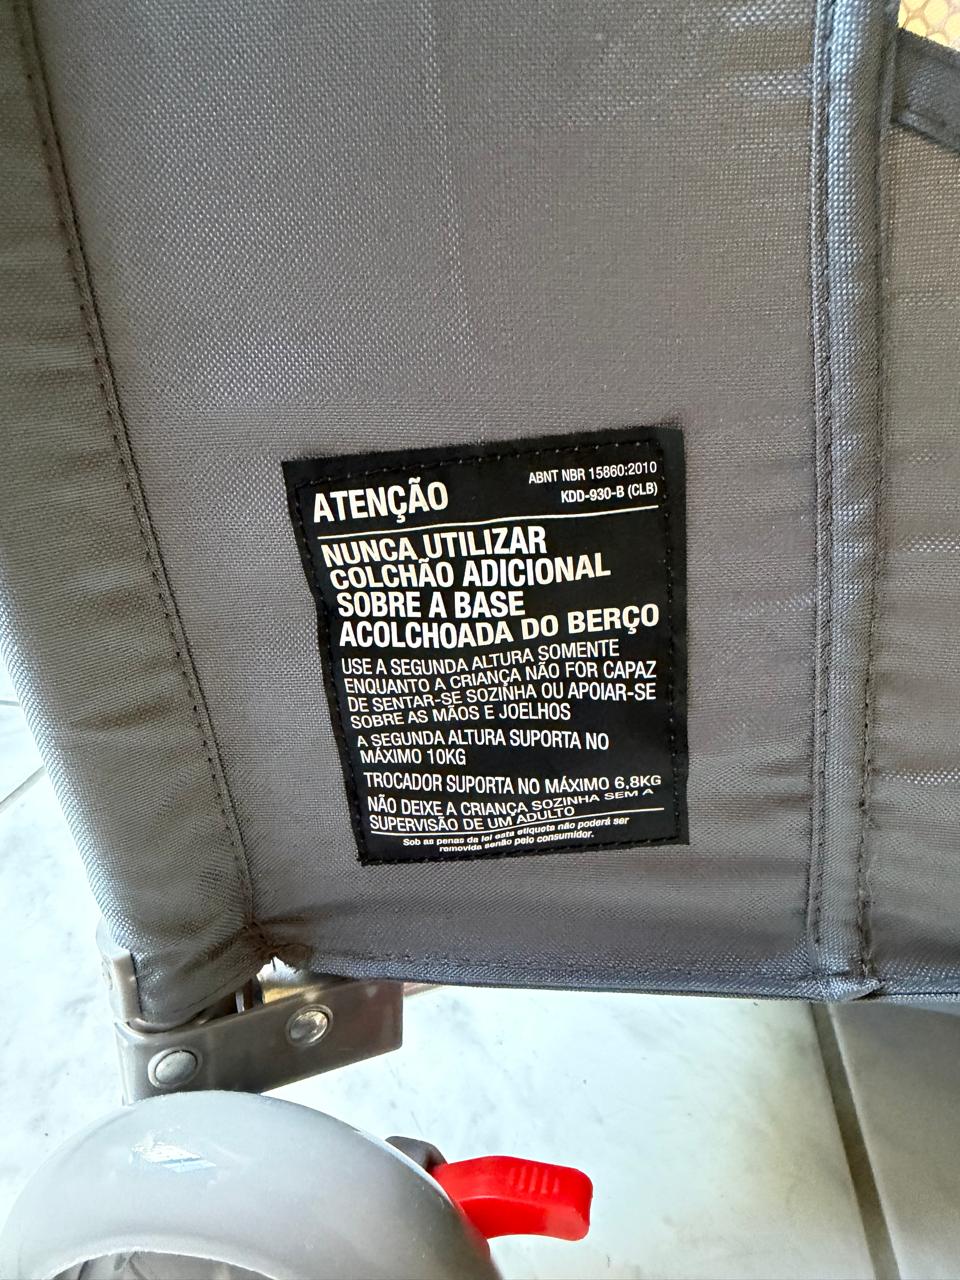 ATENÇÃO
ABNT NBR 15860:2010
KDD-930-B (CLB)
NUNCA UTILIZAR
COLCHÃO ADICIONAL
SOBRE A BASE
ACOLCHOADA DO BERÇO
USE A SEGUNDA ALTURA SOMENTE
ENQUANTO A CRIANÇA NÃO FOR CAPAZ
DE SENTAR-SE SOZINHA OU APOIAR-SE
SOBRE AS MÃOS E JOELHOS
A SEGUNDA ALTURA SUPORTA NO
MÁXIMO 10KG
TROCADOR SUPORTA NO MÁXIMO 6,8KG
NÃO DEIXE A CRIANÇA SOZINHA SEM A
SUPERVISÃO DE UM ADULTO
Sob as penas da lei esta etiqueta não poderá ser
removida senão pelo consumidor.